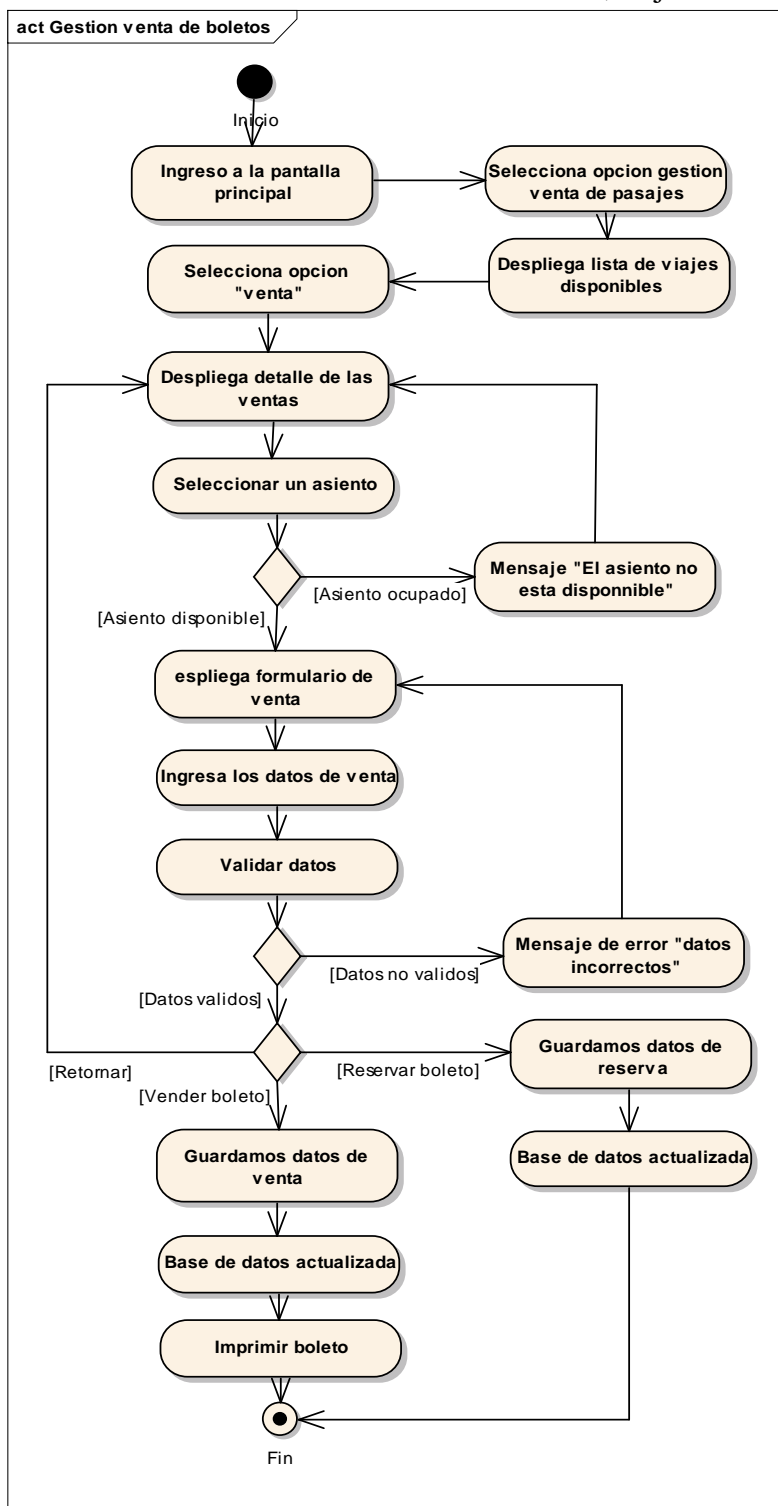 act Gestion venta de boletos
Inicio
Ingreso a la pantalla
principal
Selecciona opcion gestion
venta de pasajes
Despliega lista de viajes
disponibles
Selecciona opcion
"venta"
Despliega detalle de las
ventas
Seleccionar un asiento
Mensaje "El asiento no
esta disponnible"
[Asiento ocupado]
[Asiento disponible]
espliega formulario de
venta
Ingresa los datos de venta
Validar datos
Mensaje de error "datos
incorrectos"
[Datos no validos]
[Datos validos]
[Retornar]
[Reservar boleto]
[Vender boleto]
Guardamos datos de
reserva
Base de datos actualizada
Guardamos datos de
venta
Base de datos actualizada
Imprimir boleto
Fin